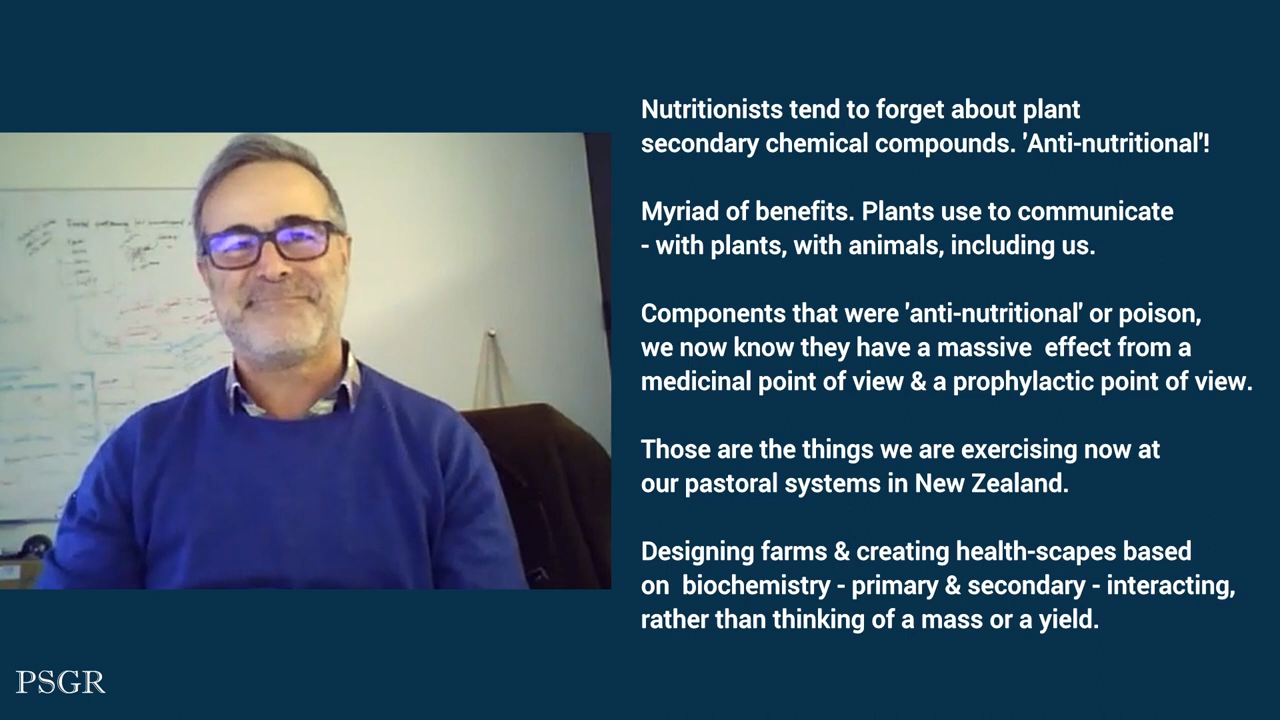 Nutritionists tend to forget about plant
secondary chemical compounds. 'Anti-nutritional'!
Myriad of benefits. Plants use to communicate
- with plants, with animals, including us.
Components that were 'anti-nutritional' or poison,
we now know they have a massive  effect from a
medicinal point of view & a prophylactic point of view.
Those are the things we are exercising now at
our pastoral systems in New Zealand.
Designing farms & creating health-scapes based
on  biochemistry - primary & secondary - interacting,
rather than thinking of a mass or a yield.
PSGR